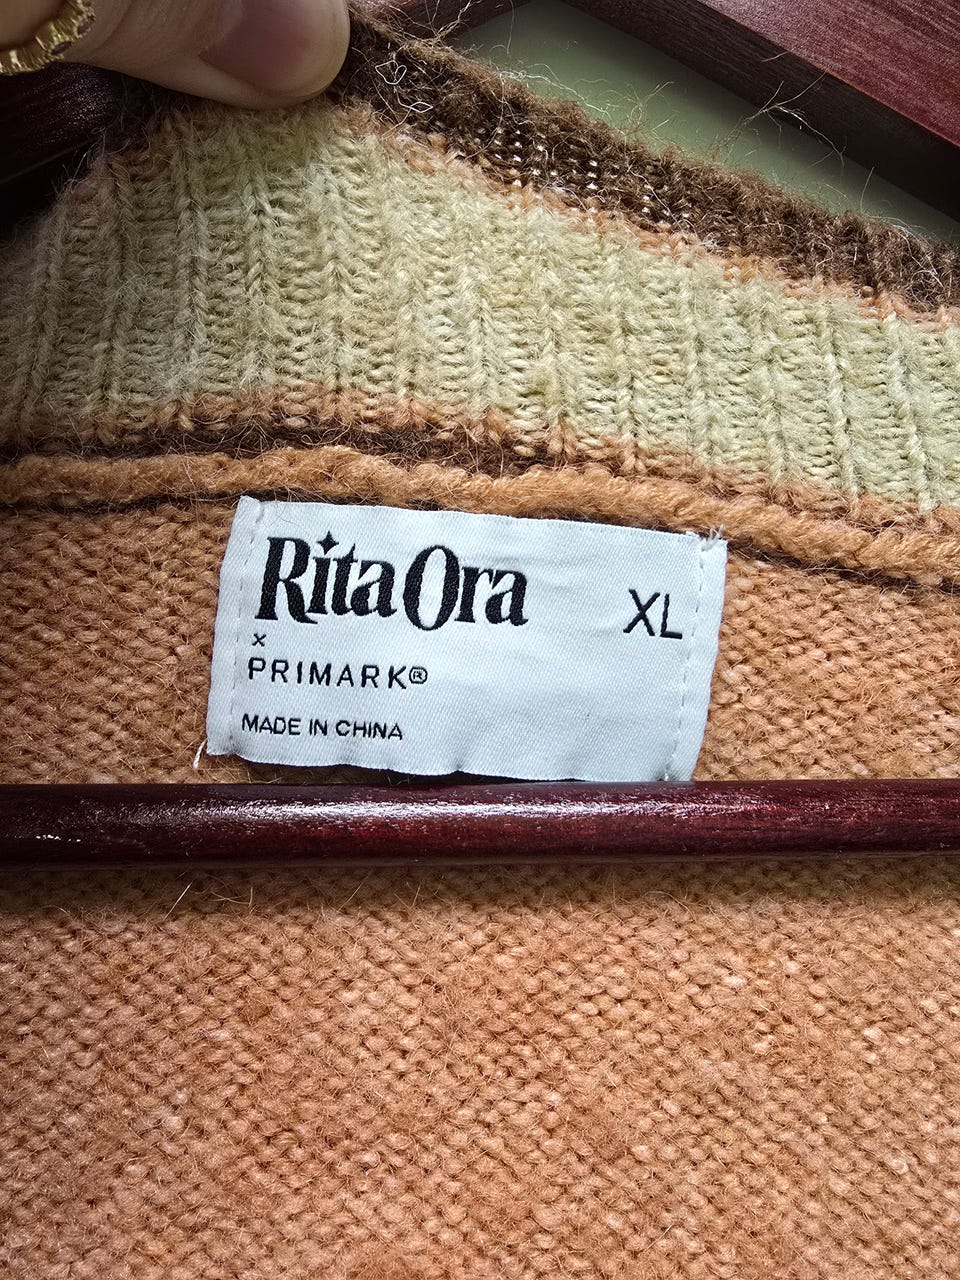 Rita Ora
XL
×
PRIMARK®
MADE IN CHINA